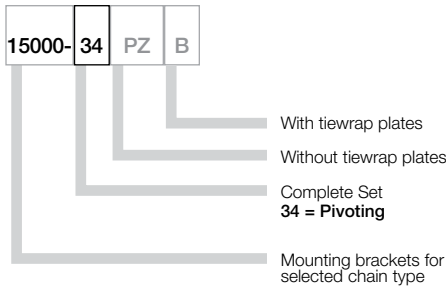 15000- 34 PZ B
With tiewrap plates
Without tiewrap plates
Complete Set
34 = Pivoting
Mounting brackets for
selected chain type